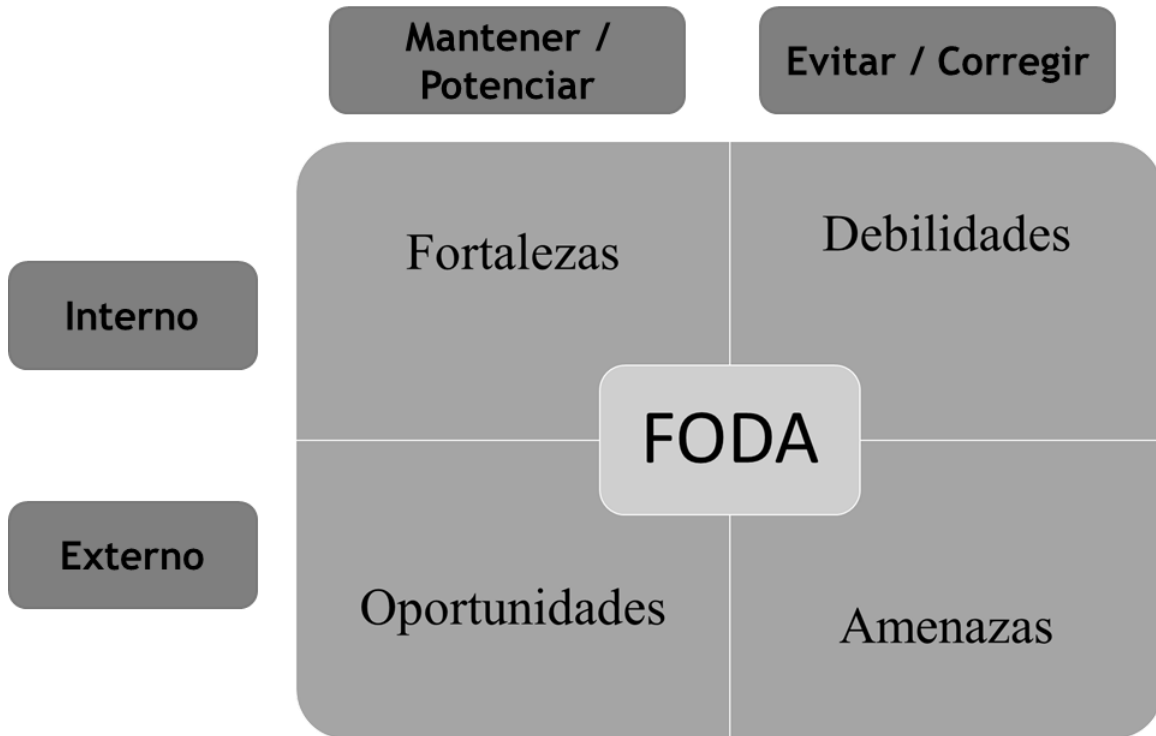 Mantener /
Potenciar
Evitar / Corregir
Fortalezas
Debilidades
Interno
FODA
Externo
Oportunidades
Amenazas